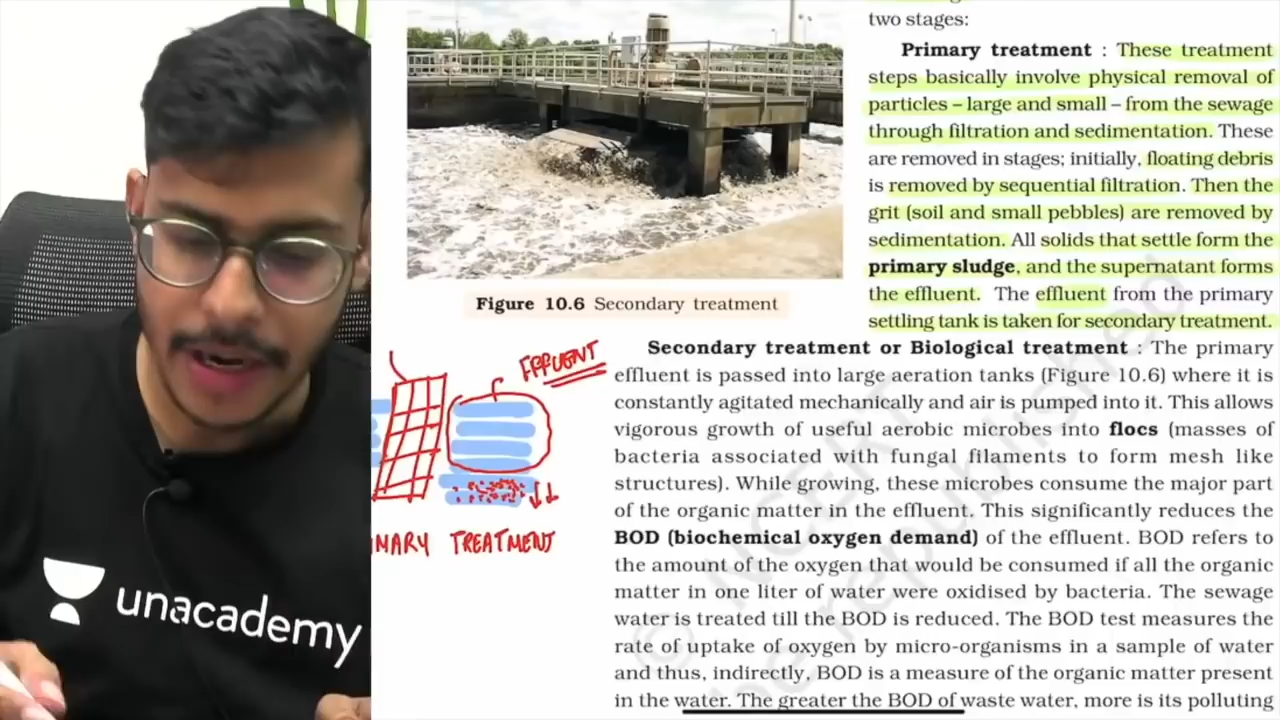 two stages:
Primary treatment : These treatment
steps basically involve physical removal of
particles – large and small – from the sewage
through filtration and sedimentation. These
are removed in stages; initially, floating debris
is removed by sequential filtration. Then the
grit (soil and small pebbles) are removed by
sedimentation. All solids that settle form the
primary sludge, and the supernatant forms
the effluent. The effluent from the primary
settling tank is taken for secondary treatment.
Figure 10.6 Secondary treatment
EFFLUENT
MARY TREATMENT
Secondary treatment or Biological treatment : The primary
effluent is passed into large aeration tanks (Figure 10.6) where it is
constantly agitated mechanically and air is pumped into it. This allows
vigorous growth of useful aerobic microbes into flocs (masses of
bacteria associated with fungal filaments to form mesh like
structures). While growing, these microbes consume the major part
of the organic matter in the effluent. This significantly reduces the
BOD (biochemical oxygen demand) of the effluent. BOD refers to
the amount of the oxygen that would be consumed if all the organic
matter in one liter of water were oxidised by bacteria. The sewage
water is treated till the BOD is reduced. The BOD test measures the
rate of uptake of oxygen by micro-organisms in a sample of water
and thus, indirectly, BOD is a measure of the organic matter present
in the water. The greater the BOD of waste water, more is its polluting
unacademy
© NCERT
be republished